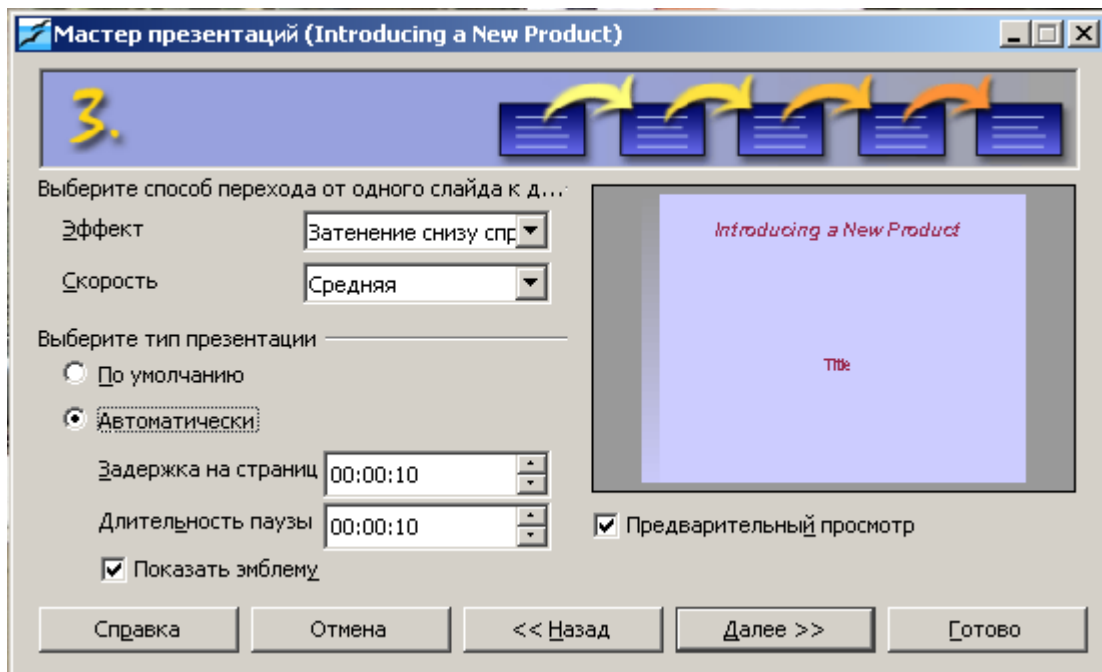 Мастер презентаций (Introducing a New Product)
3.
Выберите способ перехода от одного слайда к д...
Эффект
Затенение снизу спр
Скорость
Средняя
Выберите тип презентации
По умолчанию
Автоматически
Задержка на страниц
00:00:10
Длительность паузы
00:00:10
Показать эмблему
Introducing a New Product
Title
Предварительный просмотр
Справка
Отмена
<< Назад
Далее >>
Готово